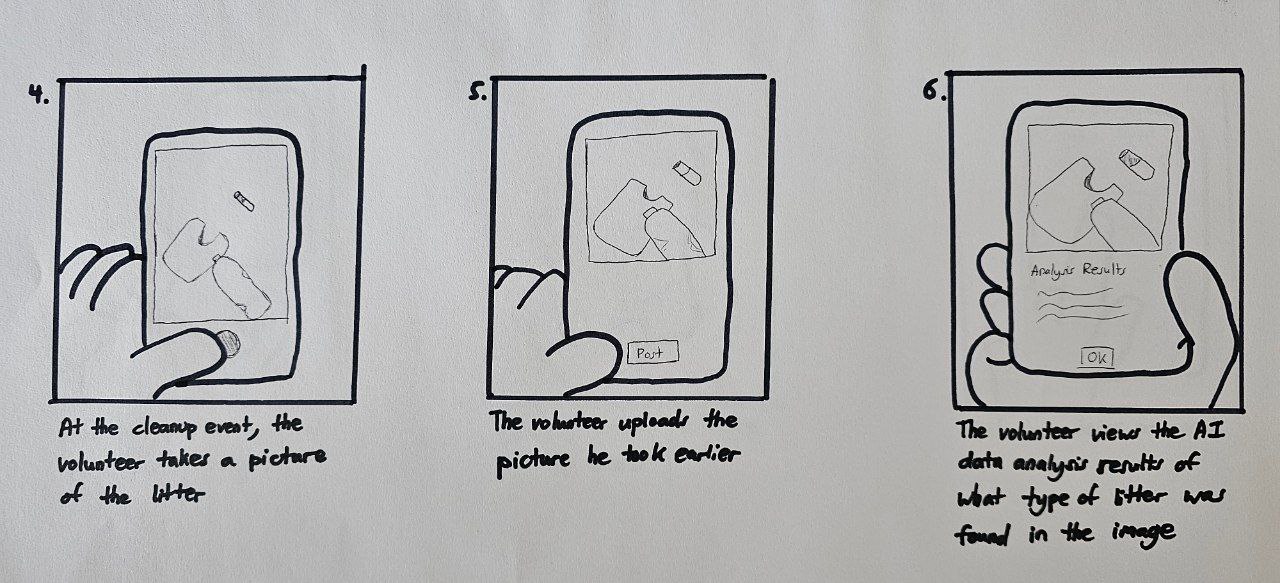 4.
At the cleanup event, the
volunteer takes a picture
of the litter
5.
Post
The volunteer uploads the
picture he took earlier
6.
Analysis Results
OK
The volunteer views the AI
data analysis results of
what type of litter was
found in the image